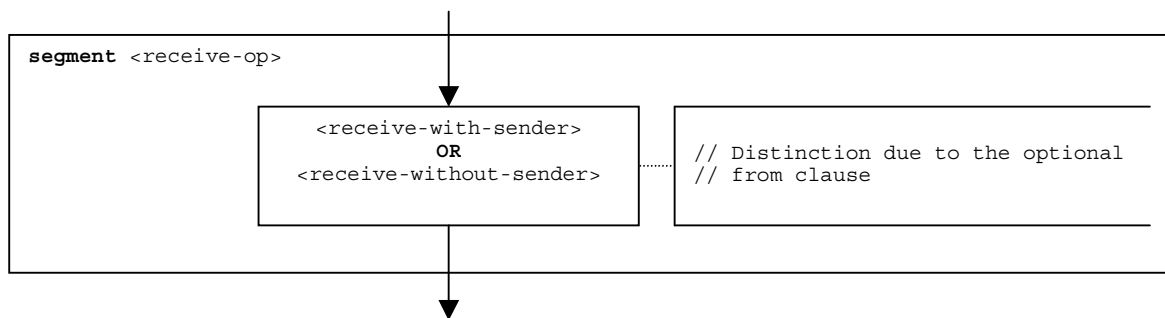 segment <receive-op>
<receive-with-sender>
OR
<receive-without-sender>
// Distinction due to the optional
// from clause